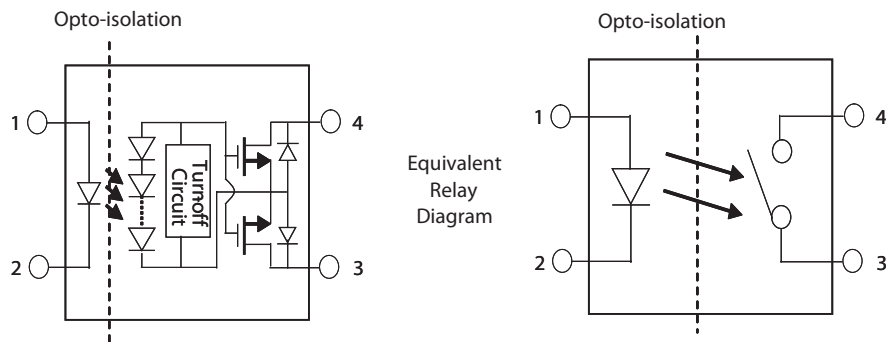 Opto-isolation
1
2
Turnoff
Circuit
4
3
Equivalent
Relay
Diagram
Opto-isolation
1
2
4
3